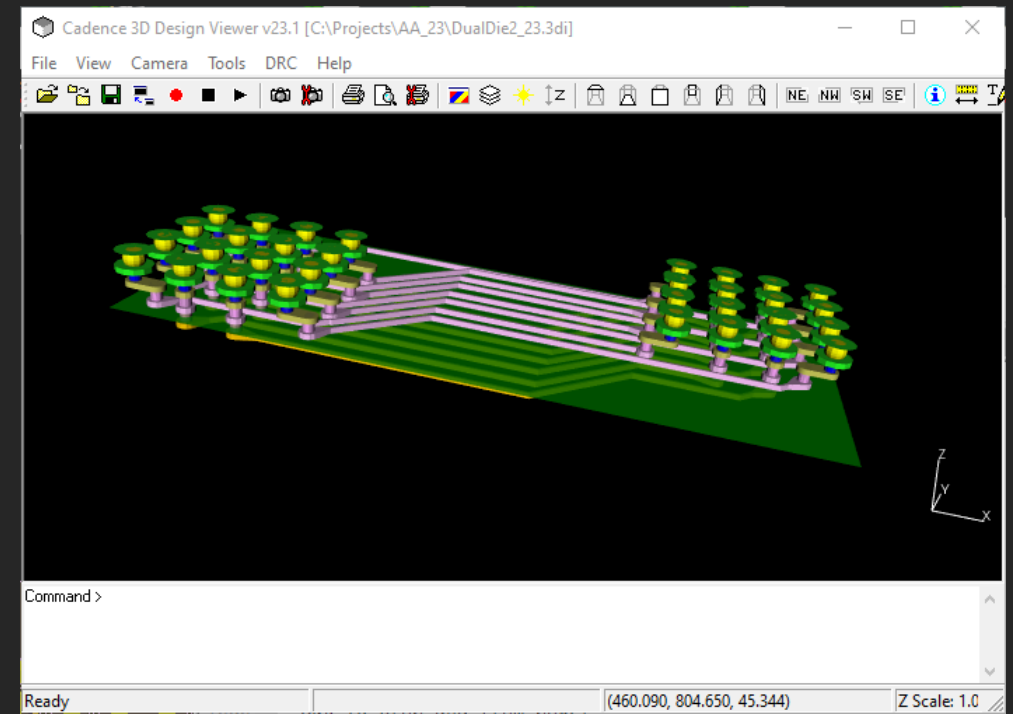 Cadence 3D Design Viewer v23.1 [C:\Projects\AA_23\DualDie2_23.3di]
File View Camera Tools DRC Help
Z NE NW SW SE
Z
Y
X
Command >
Ready (460.090, 804.650, 45.344) Z Scale: 1.0